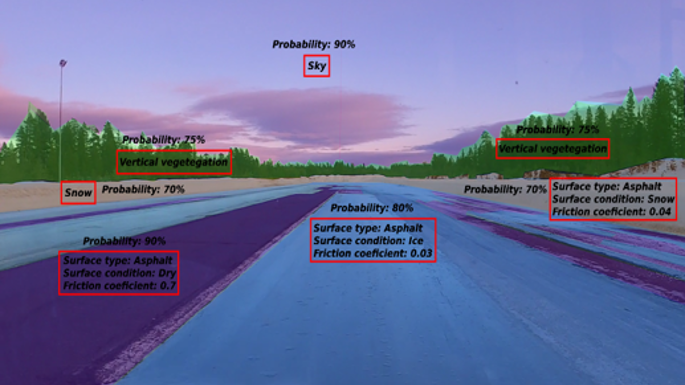 Probability: 90%
Sky
Probability: 75%
Vertical vegetegation
Probability: 75%
Vertical vegetegation
Snow
Probability: 70%
Probability: 70%
Surface type: Asphalt
Surface condition: Snow
Friction coeficient: 0.04
Probability: 80%
Surface type: Asphalt
Surface condition: Ice
Friction coeficient: 0.03
Probability: 90%
Surface type: Asphalt
Surface condition: Dry
Friction coeficient: 0.7